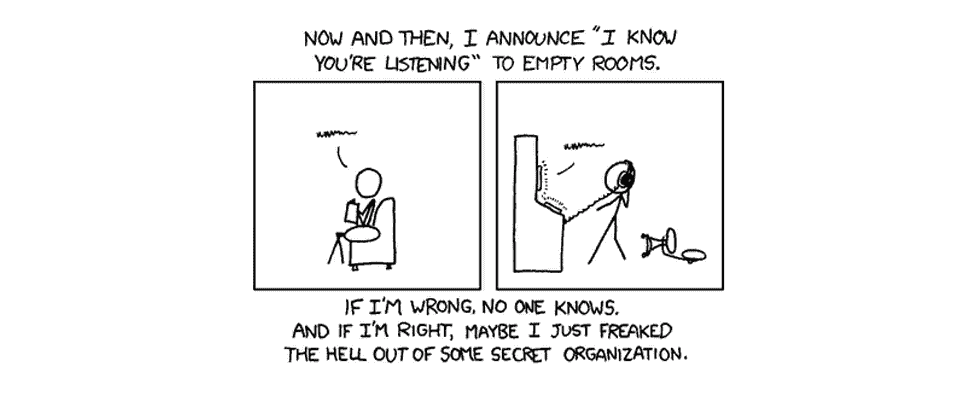 NOW AND THEN, I ANNOUNCE "I KNOW
YOU'RE LISTENING" TO EMPTY ROOMS.
IF I'M WRONG, NO ONE KNOWS.
AND IF I'M RIGHT, MAYBE I JUST FREAKED
THE HELL OUT OF SOME SECRET ORGANIZATION.